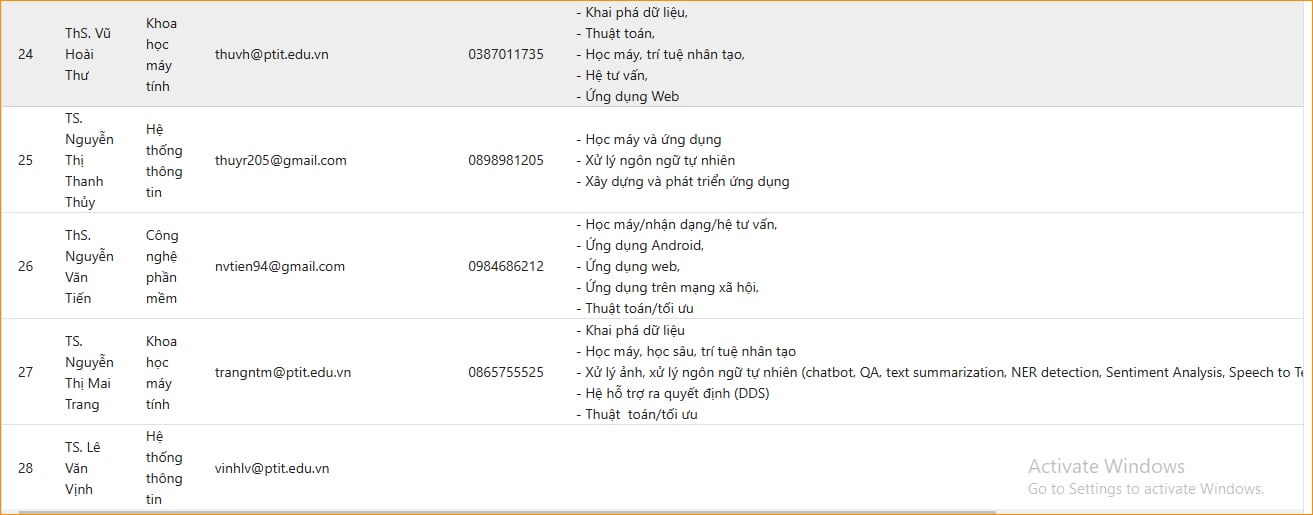 24
ThS. Vũ
Hoài
Thư
Khoa
học
máy
tính
thuvh@ptit.edu.vn
0387011735
- Khai phá dữ liệu,
- Thuật toán,
- Học máy, trí tuệ nhân tạo,
- Hệ tư vấn,
- Ứng dụng Web
25
TS.
Nguyễn
Thị
Thanh
Thủy
Hệ
thống
thông
tin
thuyr205@gmail.com
0898981205
- Học máy và ứng dụng
- Xử lý ngôn ngữ tự nhiên
- Xây dựng và phát triển ứng dụng
26
ThS.
Nguyễn
Văn
Tiến
Công
nghệ
phần
mềm
nvtien94@gmail.com
0984686212
- Học máy/nhận dạng/hệ tư vấn,
- Ứng dụng Android,
- Ứng dụng web,
- Ứng dụng trên mạng xã hội,
- Thuật toán/tối ưu
27
TS.
Nguyễn
Thị Mai
Trang
Khoa
học
máy
tính
trangntm@ptit.edu.vn
0865755525
- Khai phá dữ liệu
- Học máy, học sâu, trí tuệ nhân tạo
- Xử lý ảnh, xử lý ngôn ngữ tự nhiên (chatbot, QA, text summarization, NER detection, Sentiment Analysis, Speech to Te
- Hệ hỗ trợ ra quyết định (DDS)
- Thuật  toán/tối ưu
28
TS. Lê
Văn
Vịnh
Hệ
thống
thông
tin
vinhlv@ptit.edu.vn
Activate Windows
Go to Settings to activate Windows.